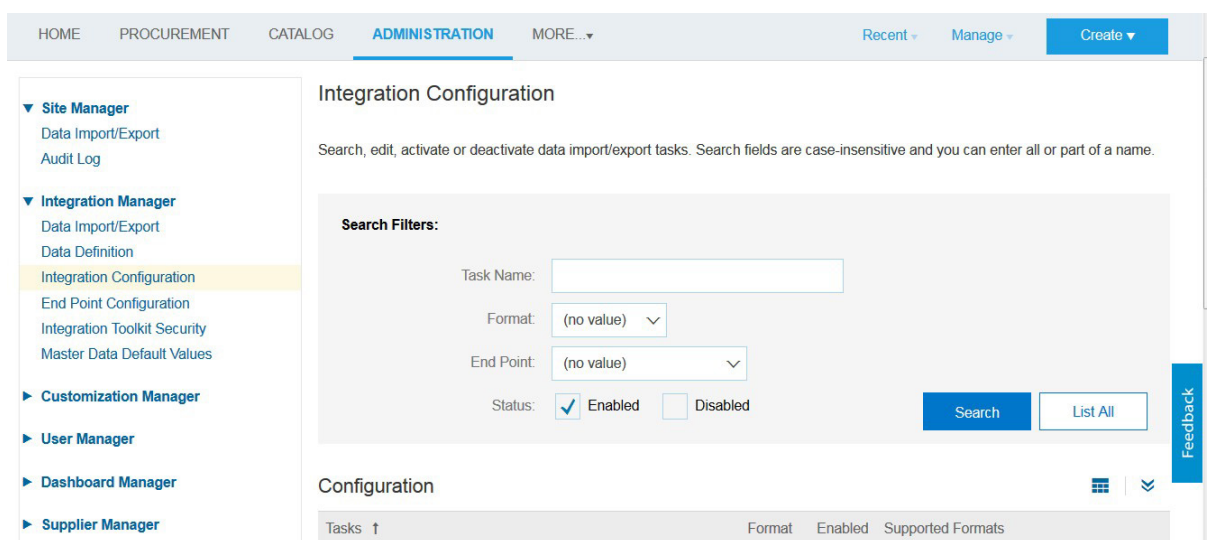 HOME PROCUREMENT CATALOG ADMINISTRATION MORE... Recent Manage Create
Site Manager
Data Import/Export
Audit Log
Integration Manager
Data Import/Export
Data Definition
Integration Configuration
End Point Configuration
Integration Toolkit Security
Master Data Default Values
Customization Manager
User Manager
Dashboard Manager
Supplier Manager
Integration Configuration
Search, edit, activate or deactivate data import/export tasks. Search fields are case-insensitive and you can enter all or part of a name.
Search Filters:
Task Name:
Format: (no value)
End Point: (no value)
Status: Enabled Disabled
Search List All
Configuration
Tasks ↑ Format Enabled Supported Formats
Feedback